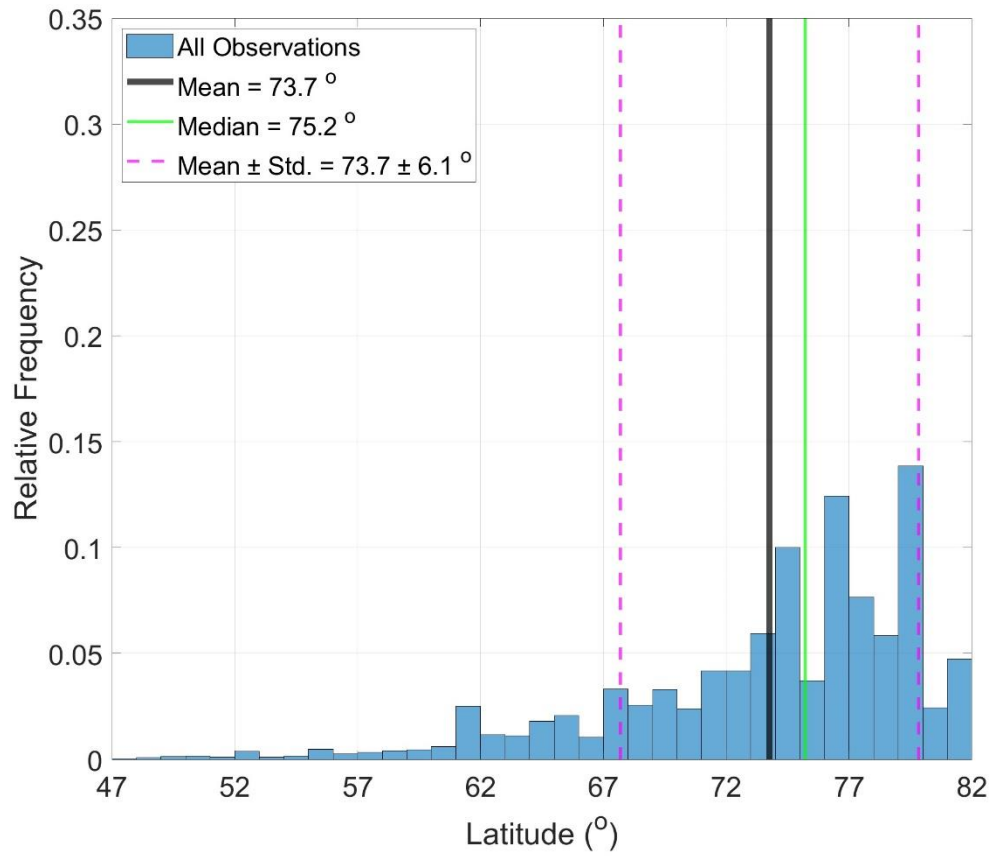 All Observations
Mean = 73.7 °
Median = 75.2 °
Mean ± Std. = 73.7 ± 6.1 °
0.35
0.3
0.25
0.2
0.15
0.1
0.05
0
Relative Frequency
47 52 57 62 67 72 77 82
Latitude (°)